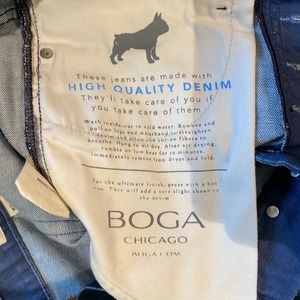 These jeans are made with
HIGH QUALITY DENIM
They'll take care of you if
you take care of them.
Wash inside out in cold water. Remove and
pull on legs and waistband to straighten
denim and allow the cotton fibers to
breathe. Hang to air dry. After air drying,
tumble on low heat for 10 minutes.
Immediately remove from dryer and fold.
For the ultimate finish, press with a hot
iron. This will add a very slight sheen to
the denim
BOGA
CHICAGO
BOGA.COM